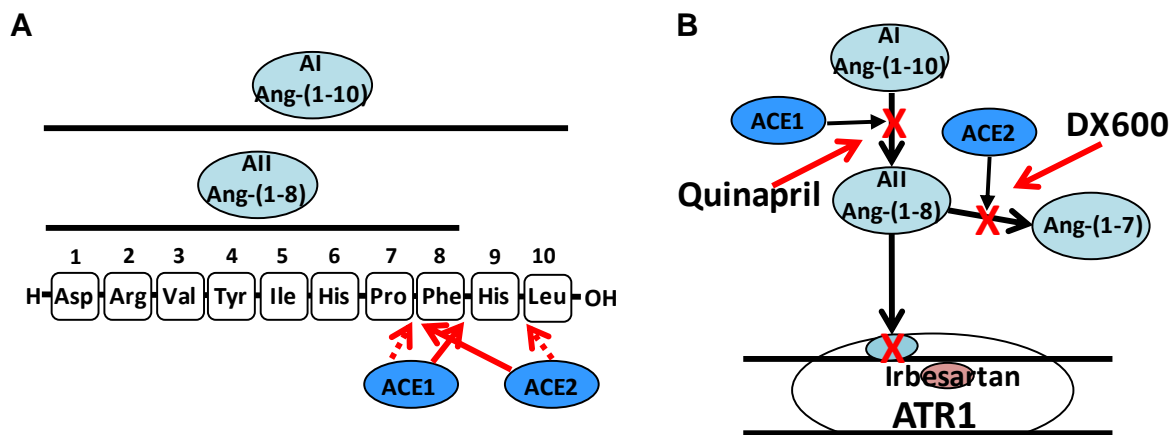 A
AI
Ang-(1-10)
AII
Ang-(1-8)
1 2 3 4 5 6 7 8 9 10
H Asp Arg Val Tyr Ile His Pro Phe His Leu OH
ACE1 ACE2
B
AI
Ang-(1-10)
ACE1
X
ACE2
DX600
Quinapril
AII
Ang-(1-8)
X
Ang-(1-7)
X
Irbesartan
ATR1